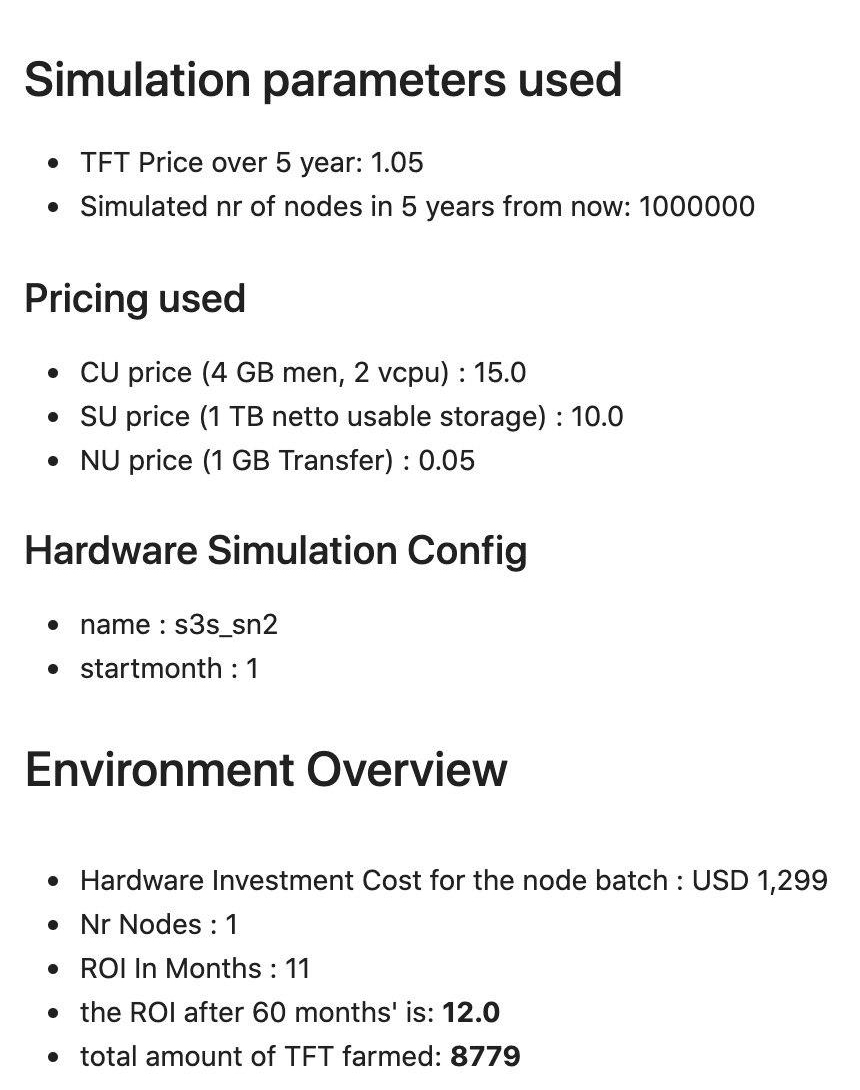 Simulation parameters used
• TFT Price over 5 year: 1.05
• Simulated nr of nodes in 5 years from now: 1000000
Pricing used
• CU price (4 GB men, 2 vcpu) : 15.0
• SU price (1 TB netto usable storage) : 10.0
• NU price (1 GB Transfer) : 0.05
Hardware Simulation Config
• name : s3s_sn2
• startmonth : 1
Environment Overview
• Hardware Investment Cost for the node batch : USD 1,299
• Nr Nodes : 1
• ROI In Months : 11
• the ROI after 60 months' is: 12.0
• total amount of TFT farmed: 8779